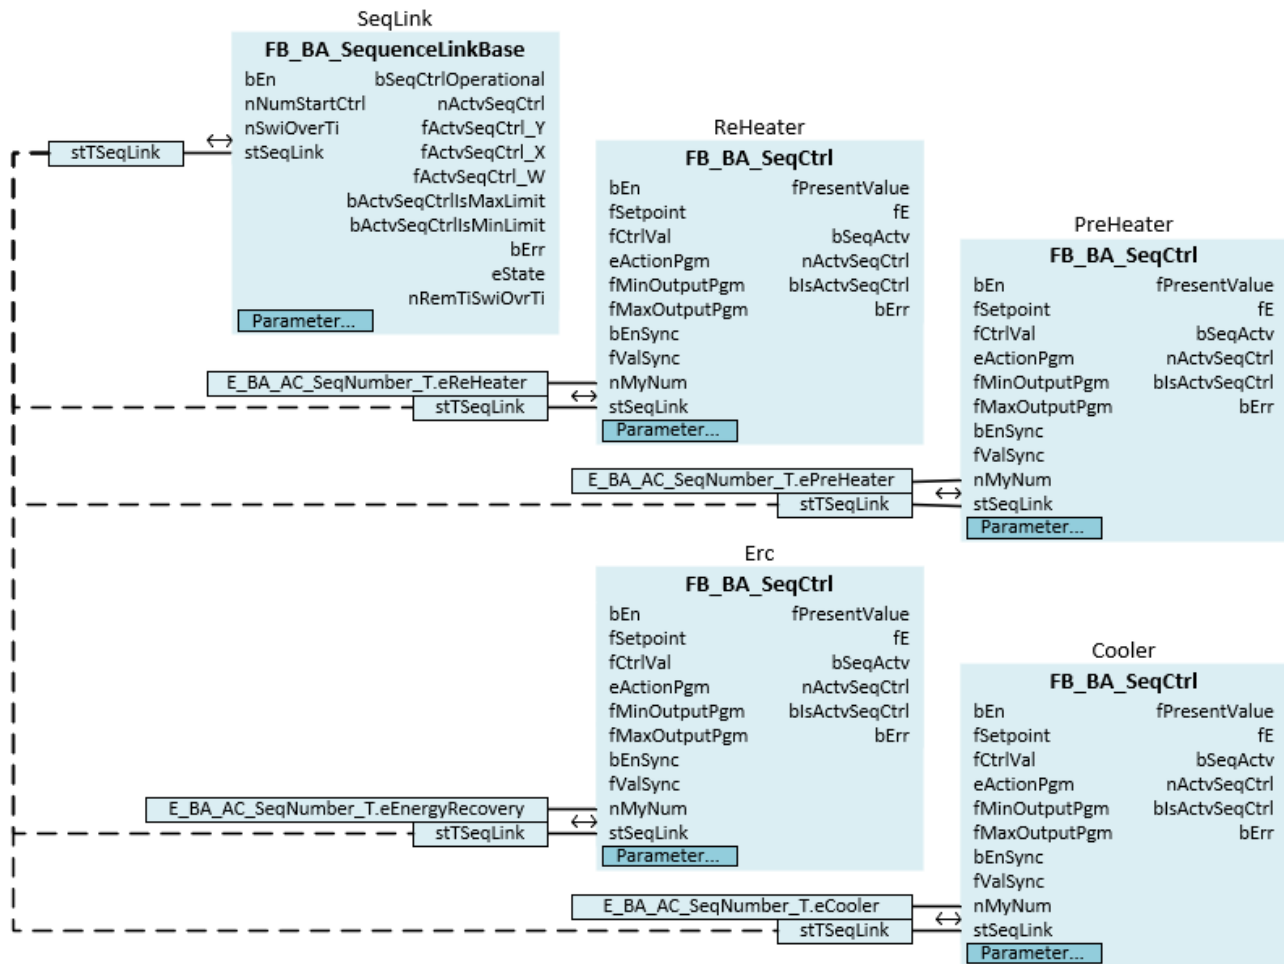 SeqLink
FB_BA_SequenceLinkBase
bEn bSeqCtrlOperational
nNumStartCtrl nActvSeqCtrl
nSwiOverTi fActvSeqCtrl_Y
stTSeqLink stSeqLink fActvSeqCtrl_X
fActvSeqCtrl_W
bActvSeqCtrlIsMaxLimit
bActvSeqCtrlIsMinLimit
bErr
eState
nRemTiSwiOvrTi
Parameter...
ReHeater
FB_BA_SeqCtrl
bEn fPresentValue
fSetpoint fE
fCtrlVal bSeqActv
eActionPgm nActvSeqCtrl
fMinOutputPgm bIsActvSeqCtrl
fMaxOutputPgm bErr
bEnSync
fValSync
E_BA_AC_SeqNumber_T.eReHeater nMyNum
stTSeqLink stSeqLink
Parameter...
PreHeater
FB_BA_SeqCtrl
bEn fPresentValue
fSetpoint fE
fCtrlVal bSeqActv
eActionPgm nActvSeqCtrl
fMinOutputPgm bIsActvSeqCtrl
fMaxOutputPgm bErr
bEnSync
fValSync
E_BA_AC_SeqNumber_T.ePreHeater nMyNum
stTSeqLink stSeqLink
Parameter...
Erc
FB_BA_SeqCtrl
bEn fPresentValue
fSetpoint fE
fCtrlVal bSeqActv
eActionPgm nActvSeqCtrl
fMinOutputPgm bIsActvSeqCtrl
fMaxOutputPgm bErr
bEnSync
fValSync
E_BA_AC_SeqNumber_T.eEnergyRecovery nMyNum
stTSeqLink stSeqLink
Parameter...
Cooler
FB_BA_SeqCtrl
bEn fPresentValue
fSetpoint fE
fCtrlVal bSeqActv
eActionPgm nActvSeqCtrl
fMinOutputPgm bIsActvSeqCtrl
fMaxOutputPgm bErr
bEnSync
fValSync
E_BA_AC_SeqNumber_T.eCooler nMyNum
stTSeqLink stSeqLink
Parameter...